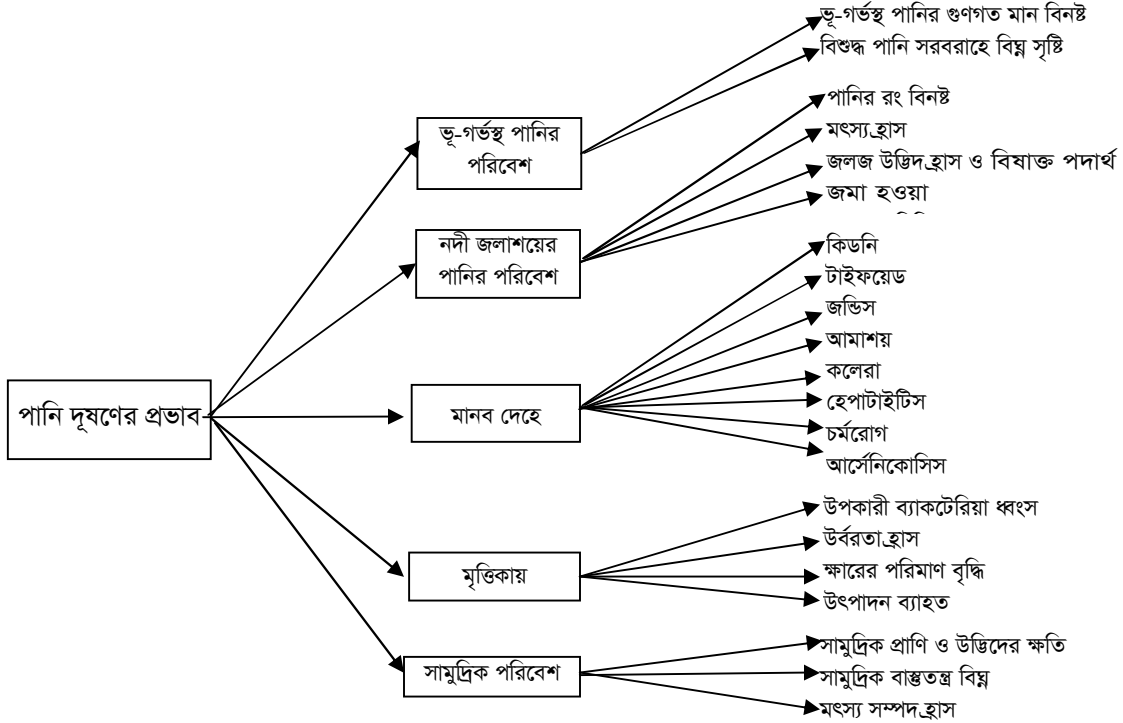 পানি দূষণের প্রভাব
ভূ-গর্ভস্থ পানির
পরিবেশ
ভূ-গর্ভস্থ পানির গুণগত মান বিনষ্ট
বিশুদ্ধ পানি সরবরাহে বিঘ্ন সৃষ্টি
নদী জলাশয়ের
পানির পরিবেশ
পানির রং বিনষ্ট
মৎস্য হ্রাস
জলজ উদ্ভিদ হ্রাস ও বিষাক্ত পদার্থ
জমা হওয়া
মানব দেহে
কিডনি
টাইফয়েড
জন্ডিস
আমাশয়
কলেরা
হেপাটাইটিস
চর্মরোগ
আর্সেনিকোসিস
মৃত্তিকায়
উপকারী ব্যাকটেরিয়া ধ্বংস
উর্বরতা হ্রাস
ক্ষারের পরিমাণ বৃদ্ধি
উৎপাদন ব্যাহত
সামুদ্রিক পরিবেশ
সামুদ্রিক প্রাণি ও উদ্ভিদের ক্ষতি
সামুদ্রিক বাস্তুতন্ত্র বিঘ্ন
মৎস্য সম্পদ হ্রাস